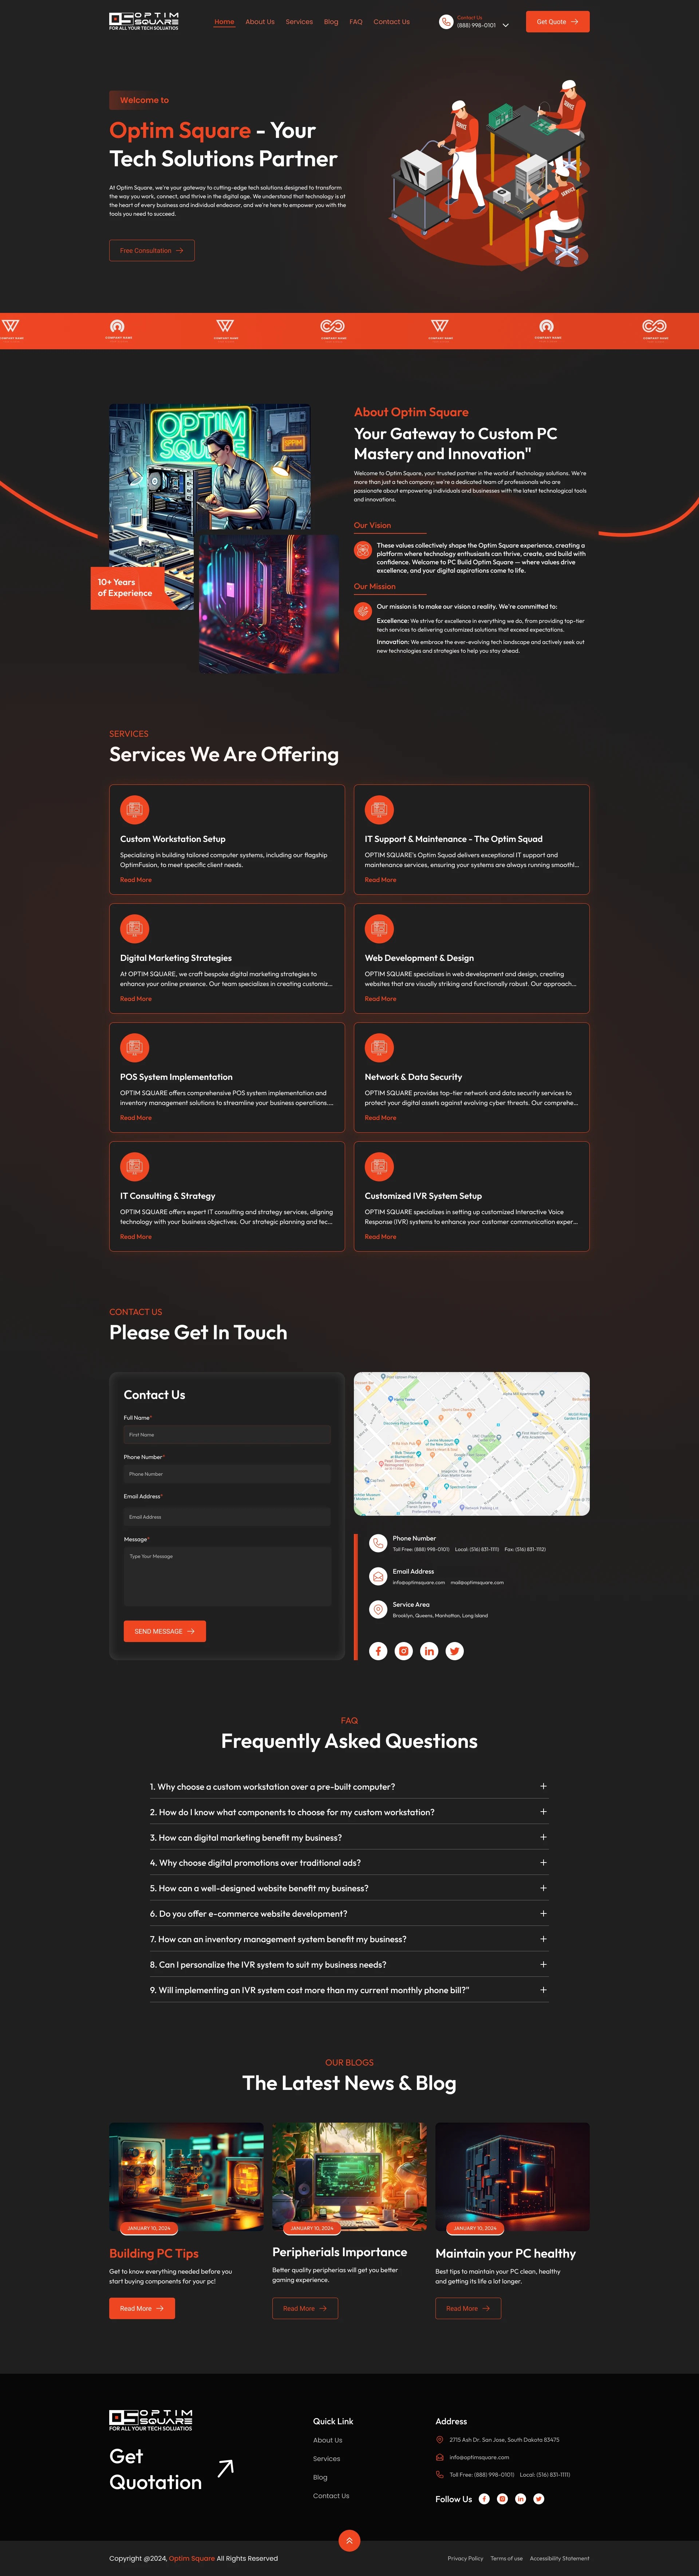 OPTIM
SQUARE
FOR ALL YOUR TECH SOLUATIOS
Home
About Us
Services
Blog
FAQ
Contact Us
Contact Us
(888) 998-0101
Get Quote
Welcome to
Optim Square - Your
Tech Solutions Partner
At Optim Square, we're your gateway to cutting-edge tech solutions designed to transform
the way you work, connect, and thrive in the digital age. We understand that technology is at
the heart of every business and individual endeavor, and we're here to empower you with the
tools you need to succeed.
Free Consultation
SERVICE
SERVICE
SERVICE
COMPANY NAME
COMPANY NAME
COMPANY NAME
COMPANY NAME
COMPANY NAME
COMPANY NAME
OPTIM
10+ Years
of Experience
About Optim Square
Your Gateway to Custom PC
Mastery and Innovation"
Welcome to Optim Square, your trusted partner in the world of technology solutions. We're
more than just a tech company; we're a dedicated team of professionals who are
passionate about empowering individuals and businesses with the latest technological tools
and innovations.
Our Vision
These values collectively shape the Optim Square experience, creating a
platform where technology enthusiasts can thrive, create, and build with
confidence. Welcome to PC Build Optim Square — where values drive
excellence, and your digital aspirations come to life.
Our Mission
Our mission is to make our vision a reality. We're committed to:
Excellence: We strive for excellence in everything we do, from providing top-tier
tech services to delivering customized solutions that exceed expectations.
Innovation: We embrace the ever-evolving tech landscape and actively seek out
new technologies and strategies to help you stay ahead.
SERVICES
Services We Are Offering
Custom Workstation Setup
Specializing in building tailored computer systems, including our flagship
OptimFusion, to meet specific client needs.
Read More
IT Support & Maintenance - The Optim Squad
OPTIM SQUARE's Optim Squad delivers exceptional IT support and
maintenance services, ensuring your systems are always running smoothl...
Read More
Digital Marketing Strategies
At OPTIM SQUARE, we craft bespoke digital marketing strategies to
enhance your online presence. Our team specializes in creating customiz...
Read More
Web Development & Design
OPTIM SQUARE specializes in web development and design, creating
websites that are visually striking and functionally robust. Our approach...
Read More
POS System Implementation
OPTIM SQUARE offers comprehensive POS system implementation and
inventory management solutions to streamline your business operations....
Read More
Network & Data Security
OPTIM SQUARE provides top-tier network and data security services to
protect your digital assets against evolving cyber threats. Our comprehe...
Read More
IT Consulting & Strategy
OPTIM SQUARE offers expert IT consulting and strategy services, aligning
technology with your business objectives. Our strategic planning and tec...
Read More
Customized IVR System Setup
OPTIM SQUARE specializes in setting up customized Interactive Voice
Response (IVR) systems to enhance your customer communication exper...
Read More
CONTACT US
Please Get In Touch
Contact Us
Full Name*
First Name
Phone Number*
Phone Number
Email Address*
Email Address
Message*
Type Your Message
SEND MESSAGE
Phone Number
Toll Free: (888) 998-0101) Local: (516) 831-1111) Fax: (516) 831-1112)
Email Address
info@optimsquare.com mail@optimsquare.com
Service Area
Brooklyn, Queens, Manhattan, Long Island
FAQ
Frequently Asked Questions
1. Why choose a custom workstation over a pre-built computer?
2. How do I know what components to choose for my custom workstation?
3. How can digital marketing benefit my business?
4. Why choose digital promotions over traditional ads?
5. How can a well-designed website benefit my business?
6. Do you offer e-commerce website development?
7. How can an inventory management system benefit my business?
8. Can I personalize the IVR system to suit my business needs?
9. Will implementing an IVR system cost more than my current monthly phone bill?"
OUR BLOGS
The Latest News & Blog
JANUARY 10, 2024
Building PC Tips
Get to know everything needed before you
start buying components for your pc!
Read More
JANUARY 10, 2024
Peripherials Importance
Better quality peripherias will get you better
gaming experience.
Read More
JANUARY 10, 2024
Maintain your PC healthy
Best tips to maintain your PC clean, healthy
and getting its life a lot longer.
Read More
OPTIM
SQUARE
FOR ALL YOUR TECH SOLUATIOS
Get
Quotation
Quick Link
About Us
Services
Blog
Contact Us
Address
2715 Ash Dr. San Jose, South Dakota 83475
info@optimsquare.com
Toll Free: (888) 998-0101) Local: (516) 831-1111)
Follow Us
Copyright @2024, Optim Square All Rights Reserved
Privacy Policy
Terms of use
Accessibility Statement